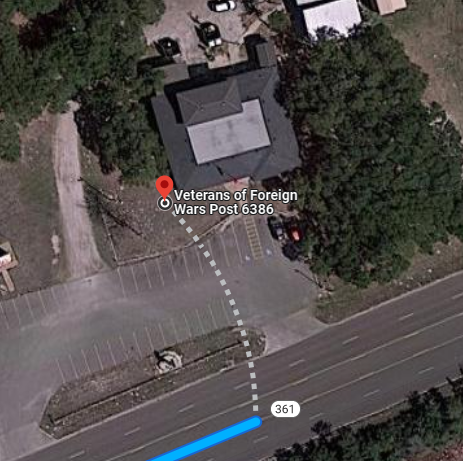 Veterans of Foreign
Wars Post 6386
361